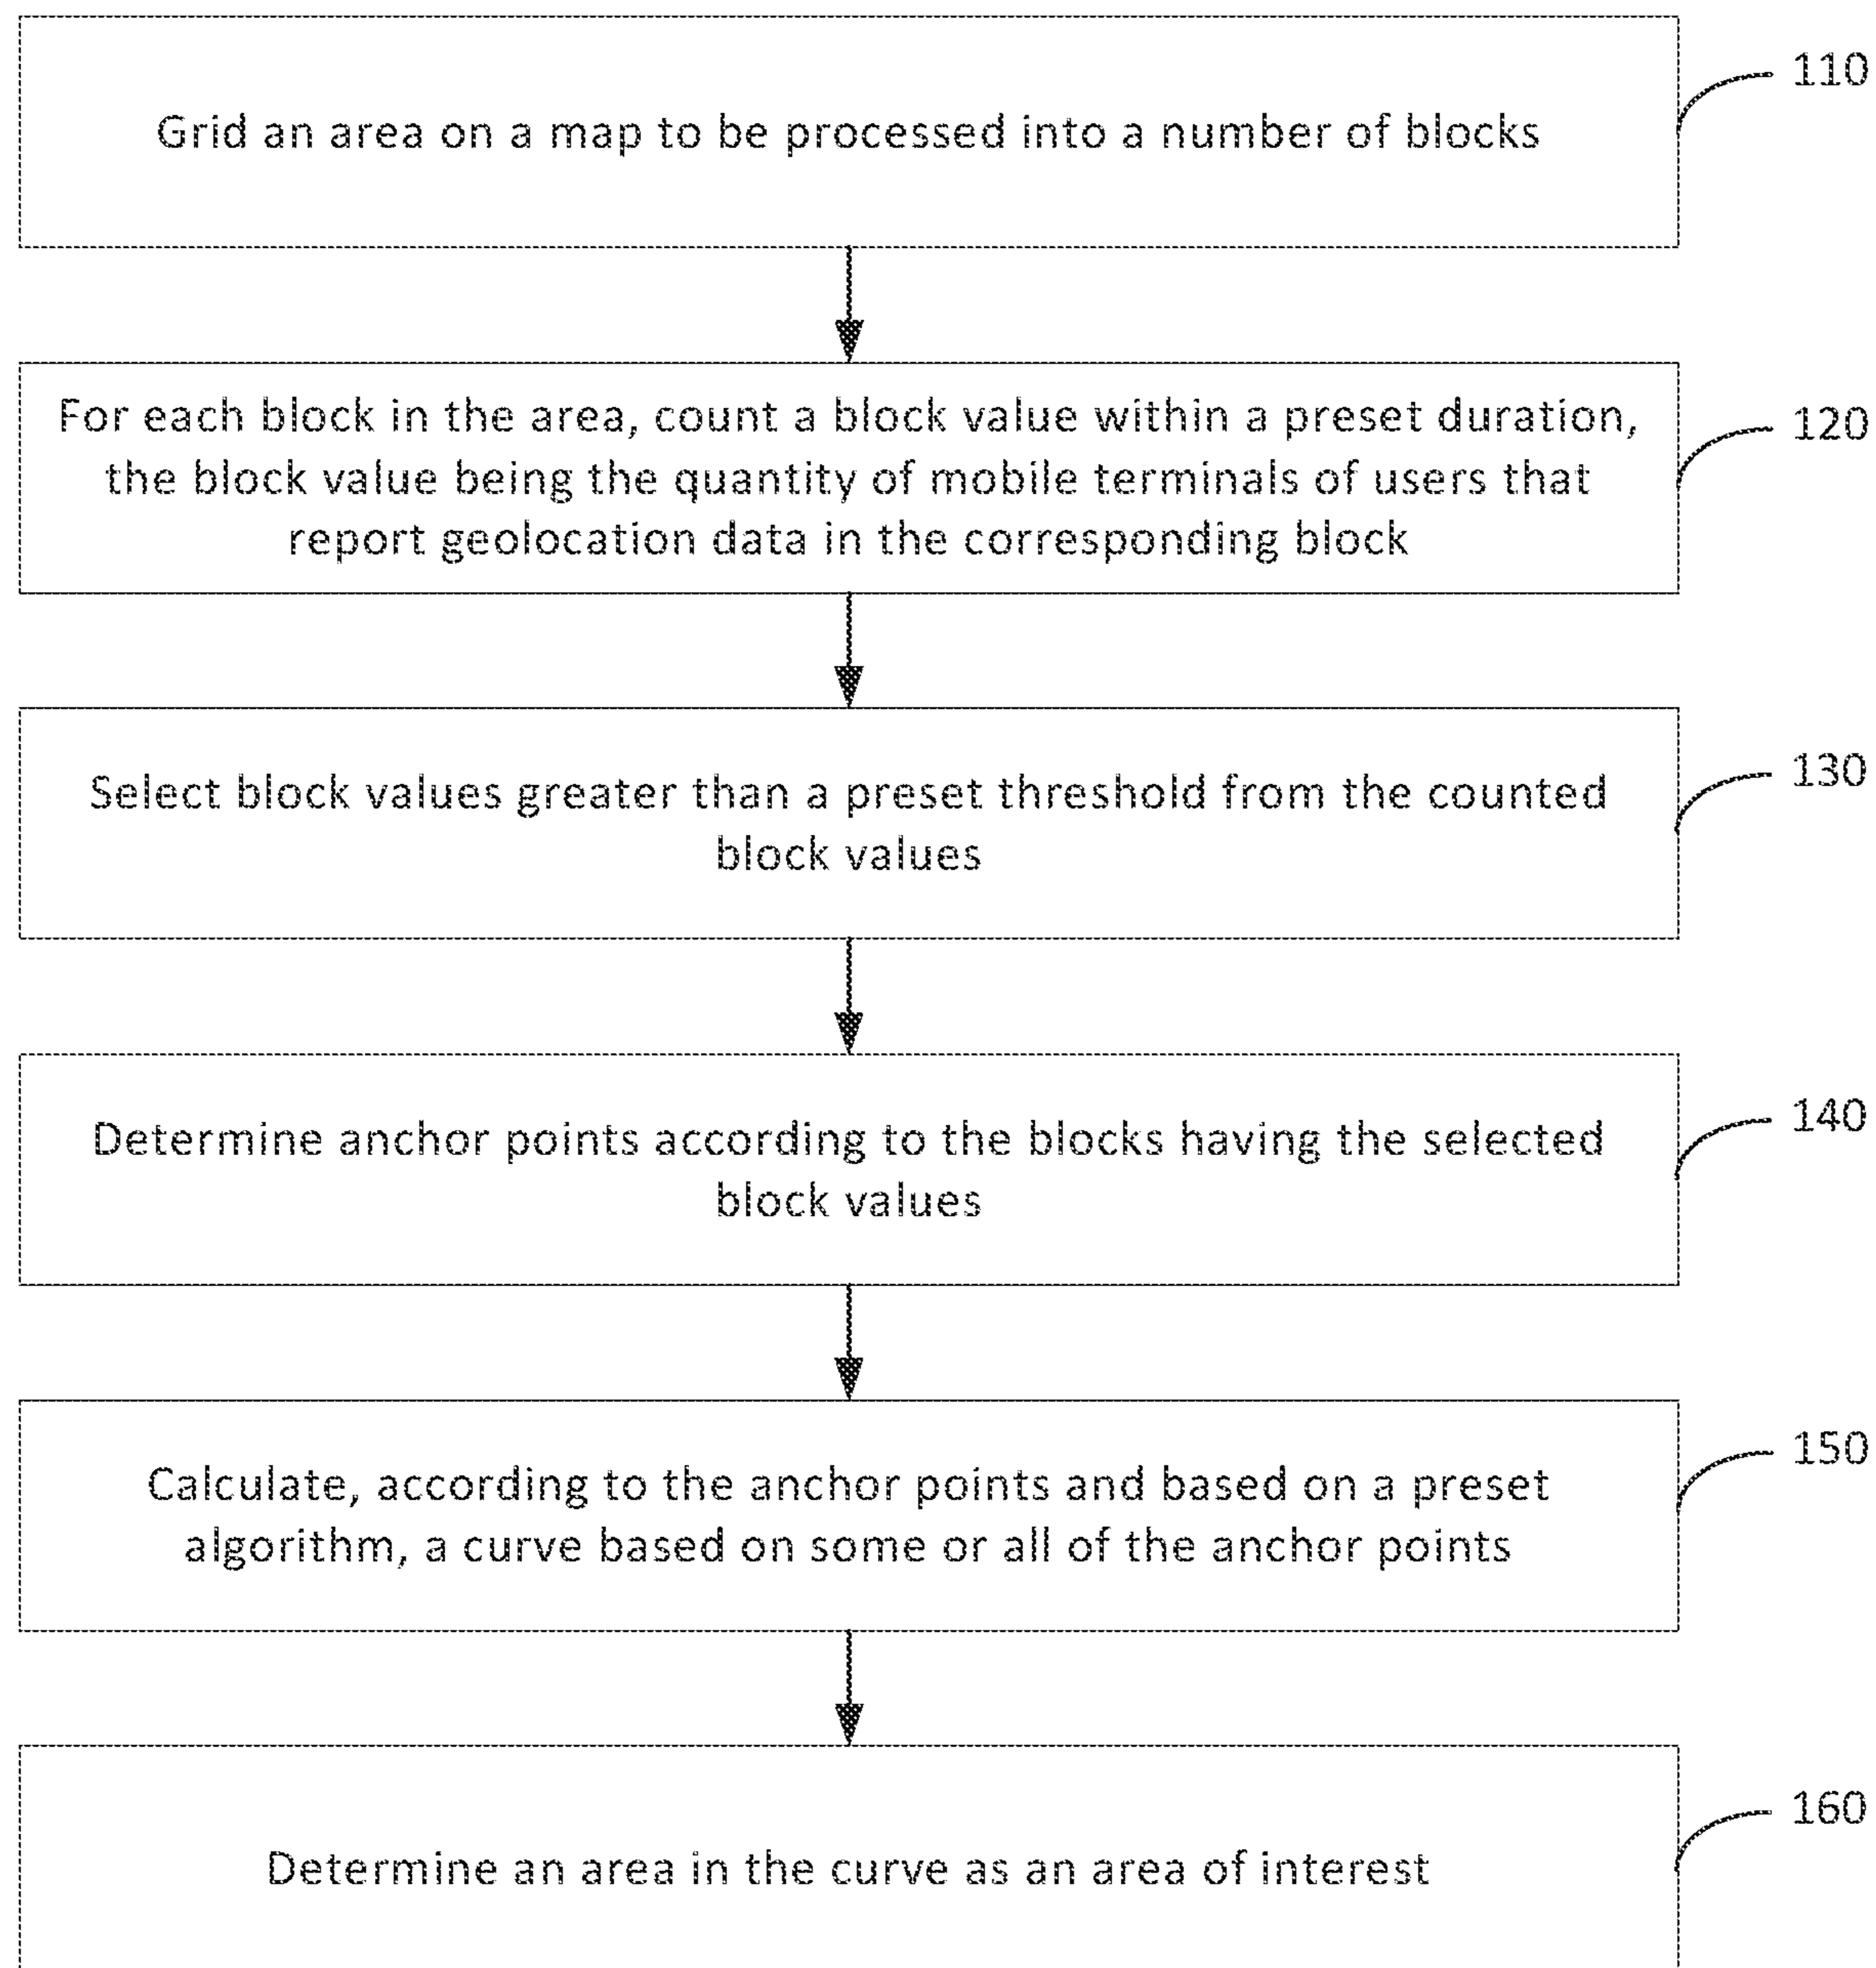 Grid an area on a map to be processed into a number of blocks
110
For each block in the area, count a block value within a preset duration,
the block value being the quantity of mobile terminals of users that
report geolocation data in the corresponding block
120
Select block values greater than a preset threshold from the counted
block values
130
Determine anchor points according to the blocks having the selected
block values
140
Calculate, according to the anchor points and based on a preset
algorithm, a curve based on some or all of the anchor points
150
Determine an area in the curve as an area of interest
160